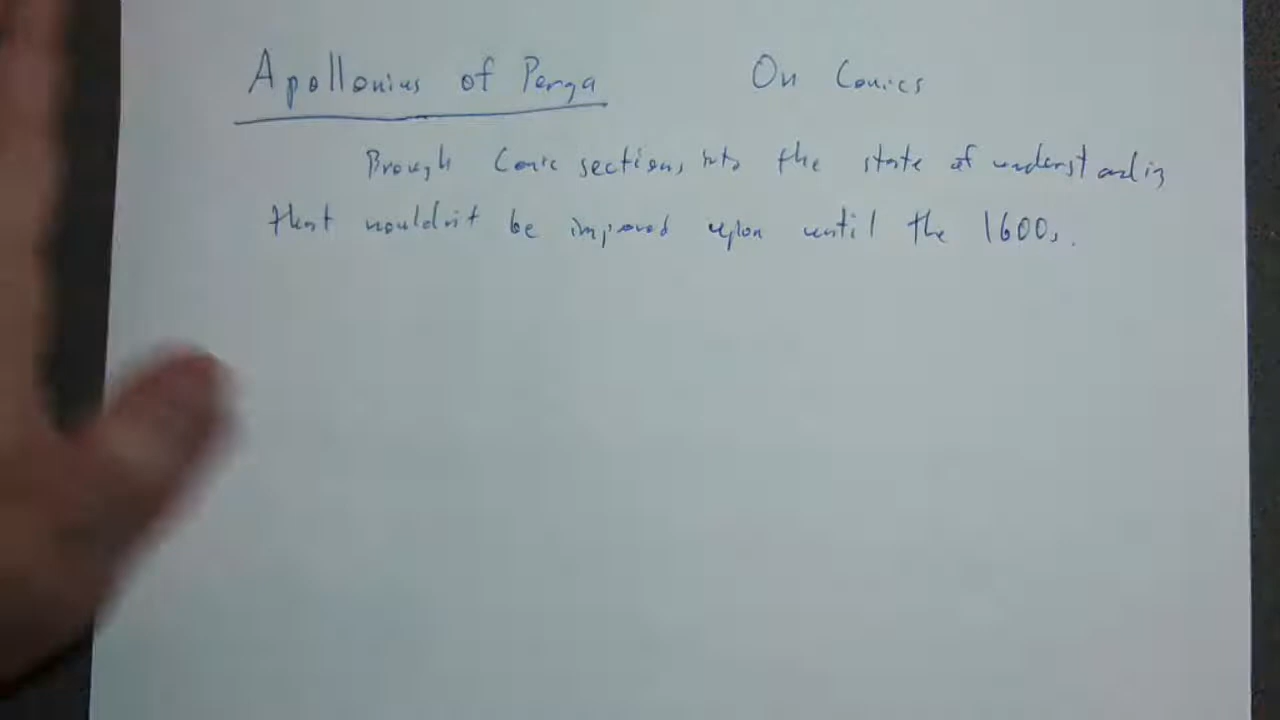 Apollonius of Perga On Conics
Brough Conic sections into the state of understanding
that wouldn't be improved upon until the 1600s.